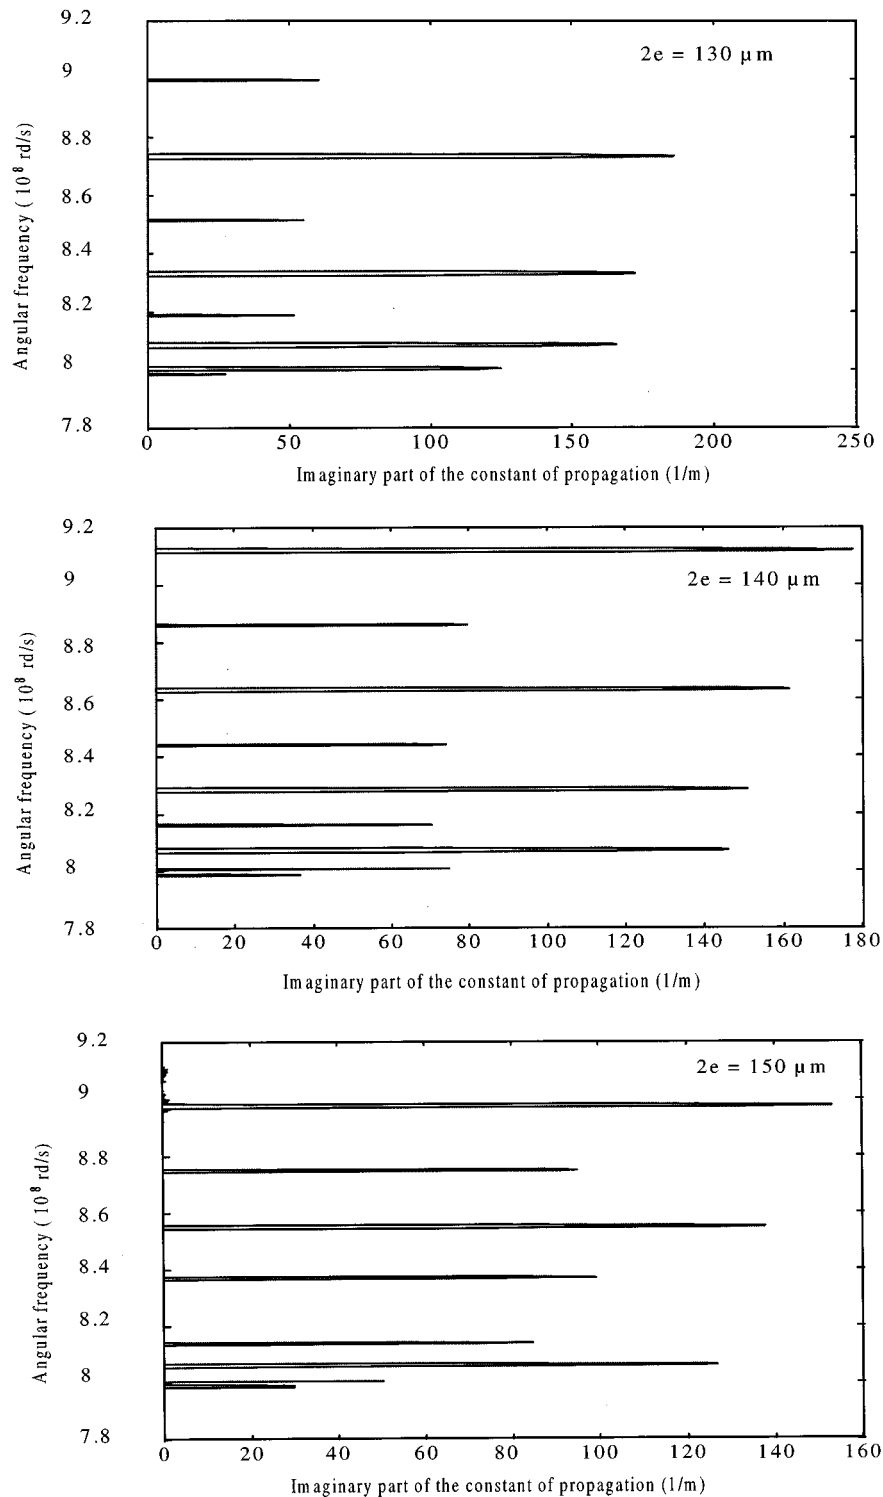 9.2
2e = 130 µm
9
8.8
8.6
8.4
8.2
8
7.8
Angular frequency ( 10⁸ rd/s)
0 50 100 150 200 250
Imaginary part of the constant of propagation (1/m)
9.2
2e = 140 µm
9
8.8
8.6
8.4
8.2
8
7.8
Angular frequency ( 10⁸ rd/s)
0 20 40 60 80 100 120 140 160 180
Imaginary part of the constant of propagation (1/m)
9.2
2e = 150 µm
9
8.8
8.6
8.4
8.2
8
7.8
Angular frequency ( 10⁸ rd/s)
0 20 40 60 80 100 120 140 160
Imaginary part of the constant of propagation (1/m)